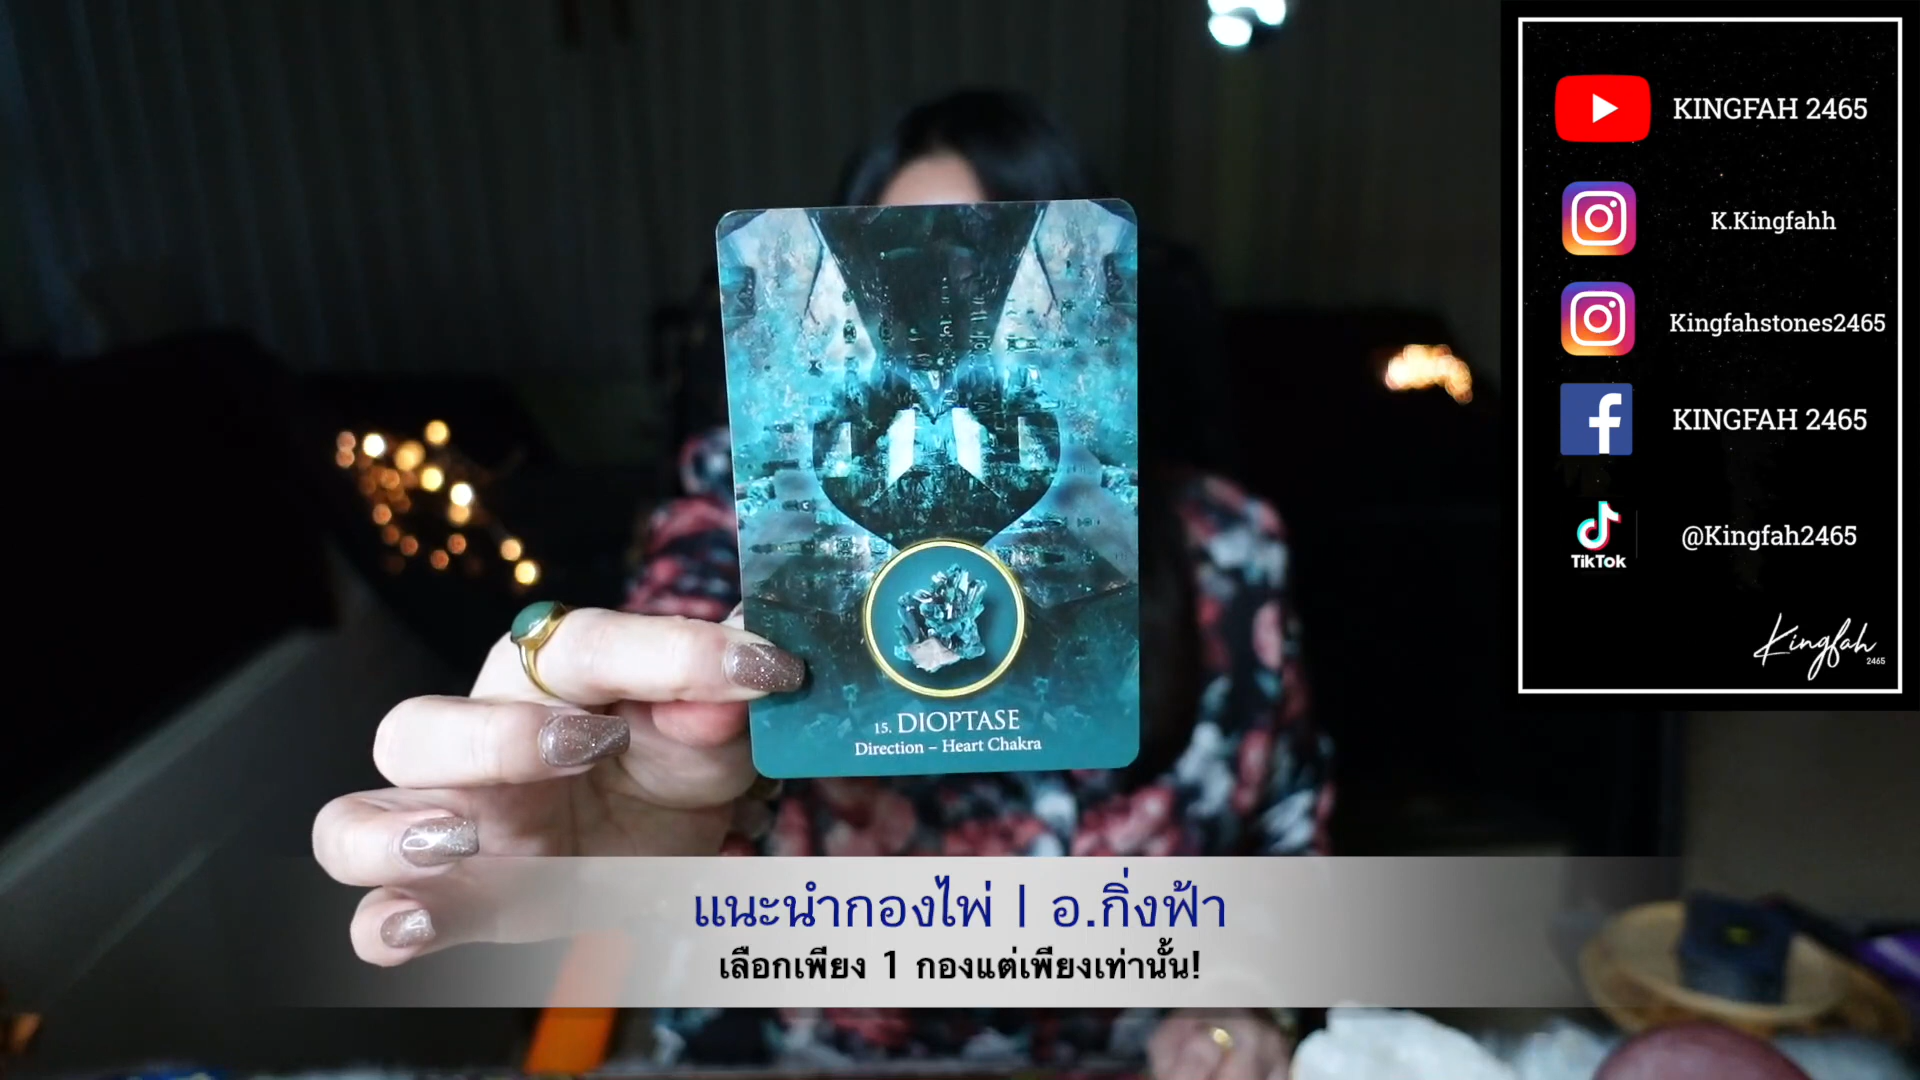 KINGFAH 2465
K.Kingfahh
Kingfahstones2465
KINGFAH 2465
TikTok
@Kingfah2465
Kingfah
2465
15. DIOPTASE
Direction – Heart Chakra
แนะนำกองไพ่ | อ.กิ่งฟ้า
เลือกเพียง 1 กองแต่เพียงเท่านั้น!